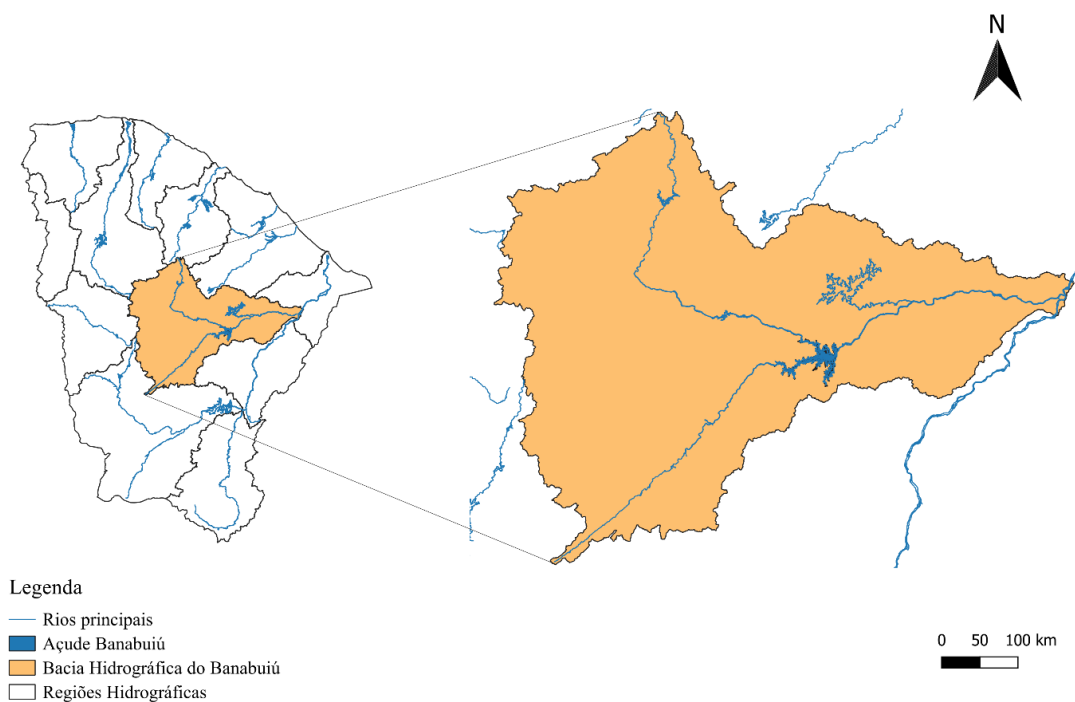 N
Legenda
Rios principais
Açude Banabuiú
Bacia Hidrográfica do Banabuiú
Regiões Hidrográficas
0 50 100 km